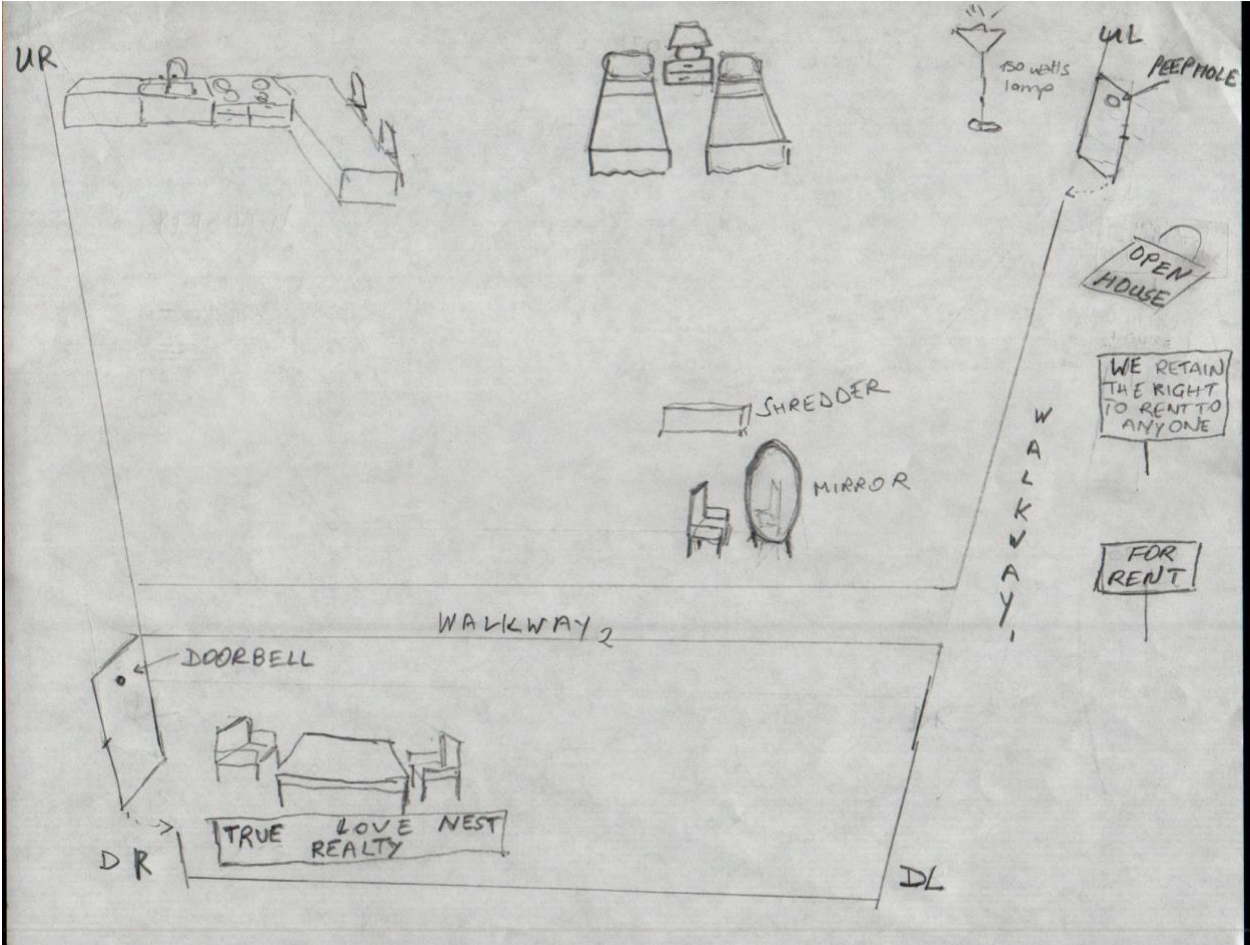 UR
UL
PEEPHOLE
150 watts
lamp
OPEN
HOUSE
SHREDDER
WE RETAIN
THE RIGHT
TO RENT TO
ANYONE
MIRROR
WALKWAY 1
FOR
RENT
WALKWAY 2
DOORBELL
TRUE LOVE NEST
REALTY
DR
DL